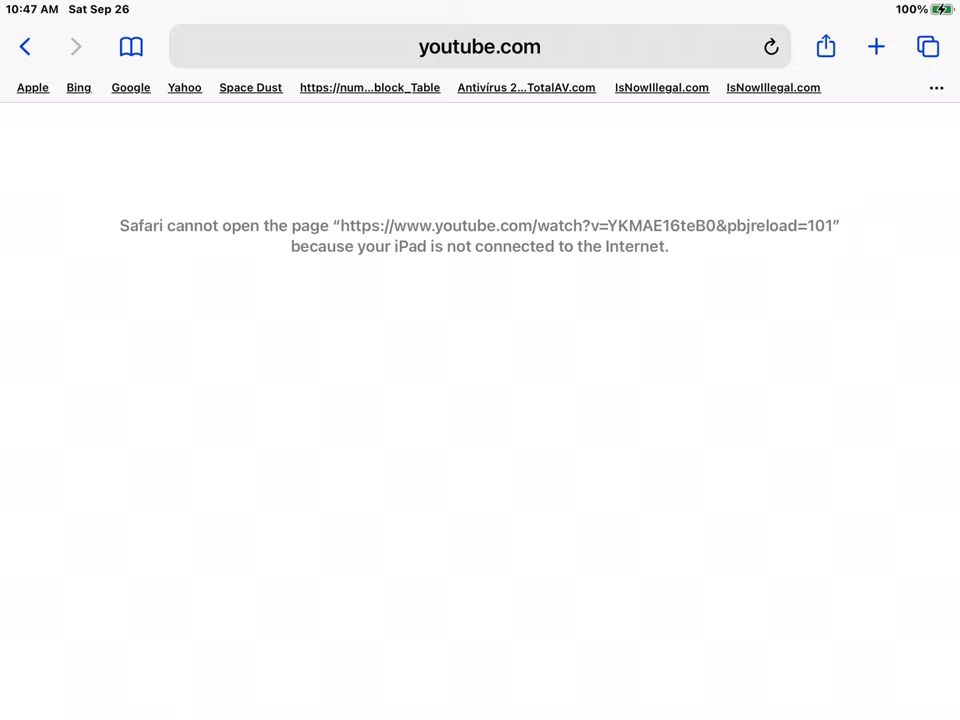 10:47 AM Sat Sep 26 100%
youtube.com
Apple Bing Google Yahoo Space Dust https://num...block_Table Antivírus 2...TotalAV.com IsNowIllegal.com IsNowIllegal.com
Safari cannot open the page “https://www.youtube.com/watch?v=YKMAE16teB0&pbjreload=101”
because your iPad is not connected to the Internet.